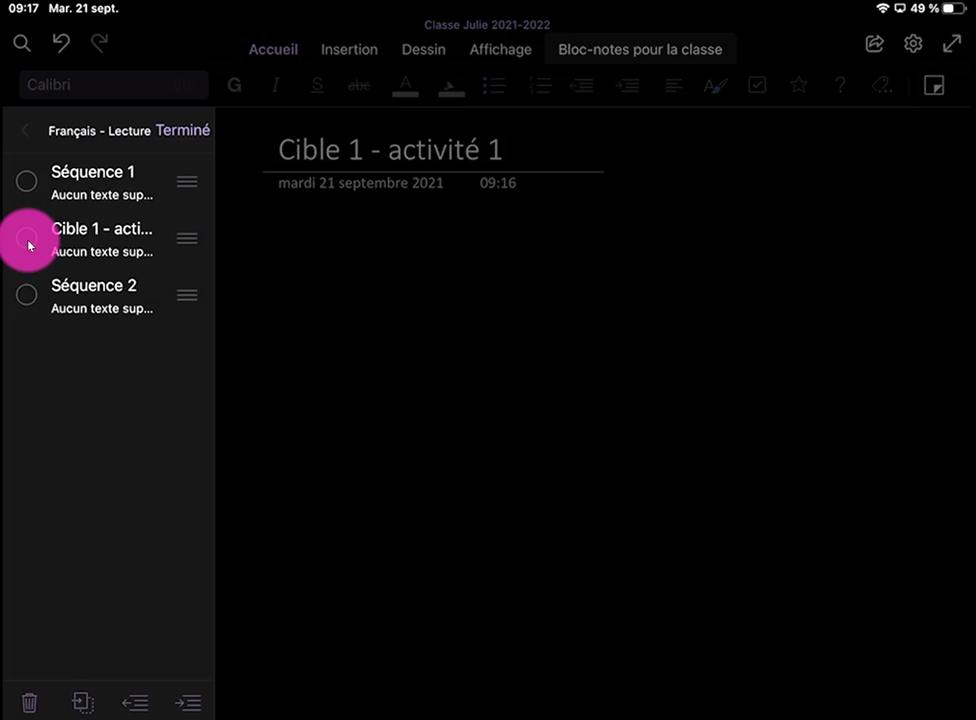 09:17 Mar. 21 sept.
49 %
Classe Julie 2021-2022
Accueil Insertion Dessin Affichage Bloc-notes pour la classe
Calibri
G I S abc A ?
Français - Lecture Terminé
Cible 1 - activité 1
mardi 21 septembre 2021 09:16
Séquence 1
Aucun texte sup...
Cible 1 - acti...
Aucun texte sup...
Séquence 2
Aucun texte sup...